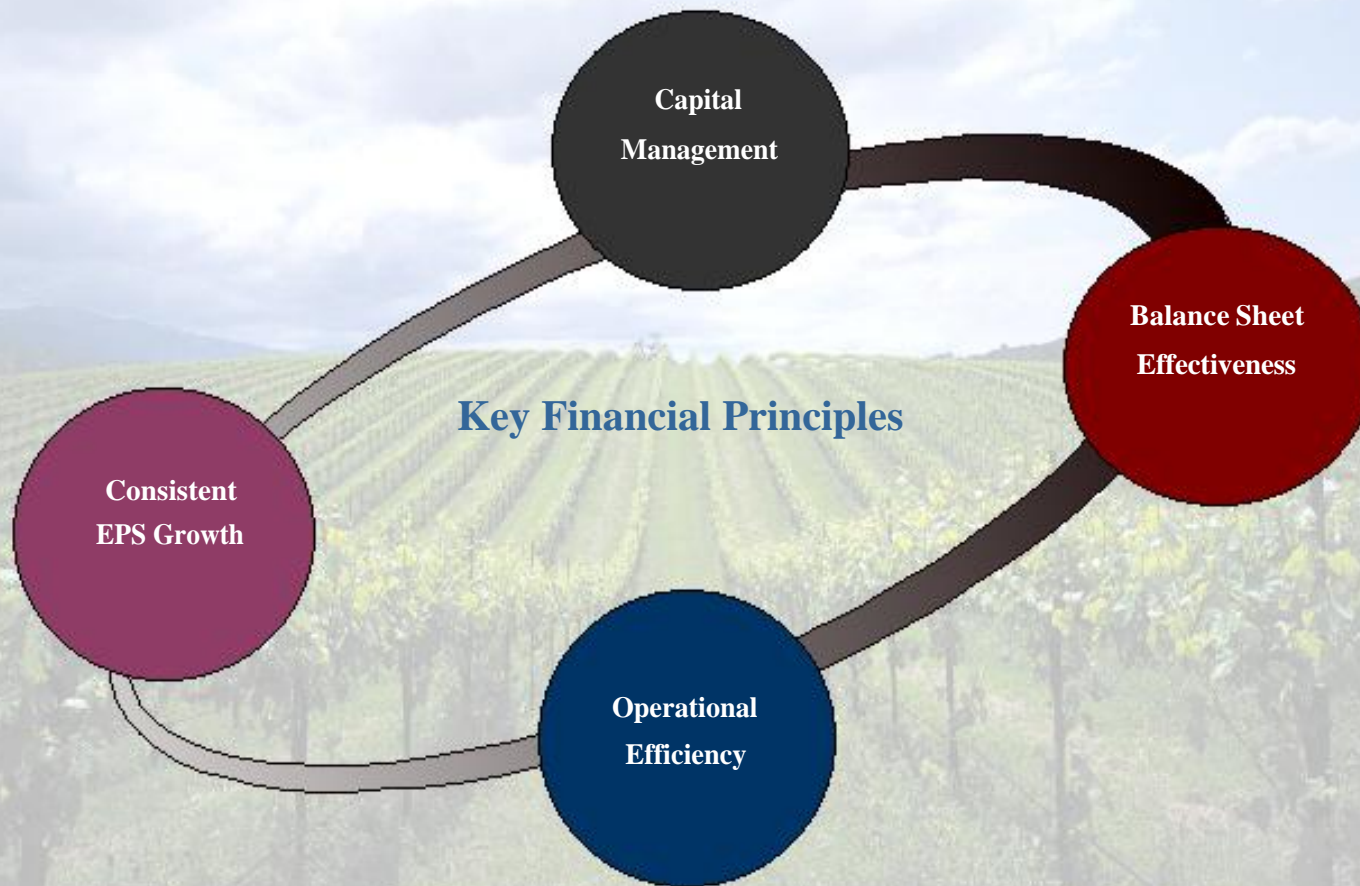 Capital
Management
Balance Sheet
Effectiveness
Key Financial Principles
Consistent
EPS Growth
Operational
Efficiency